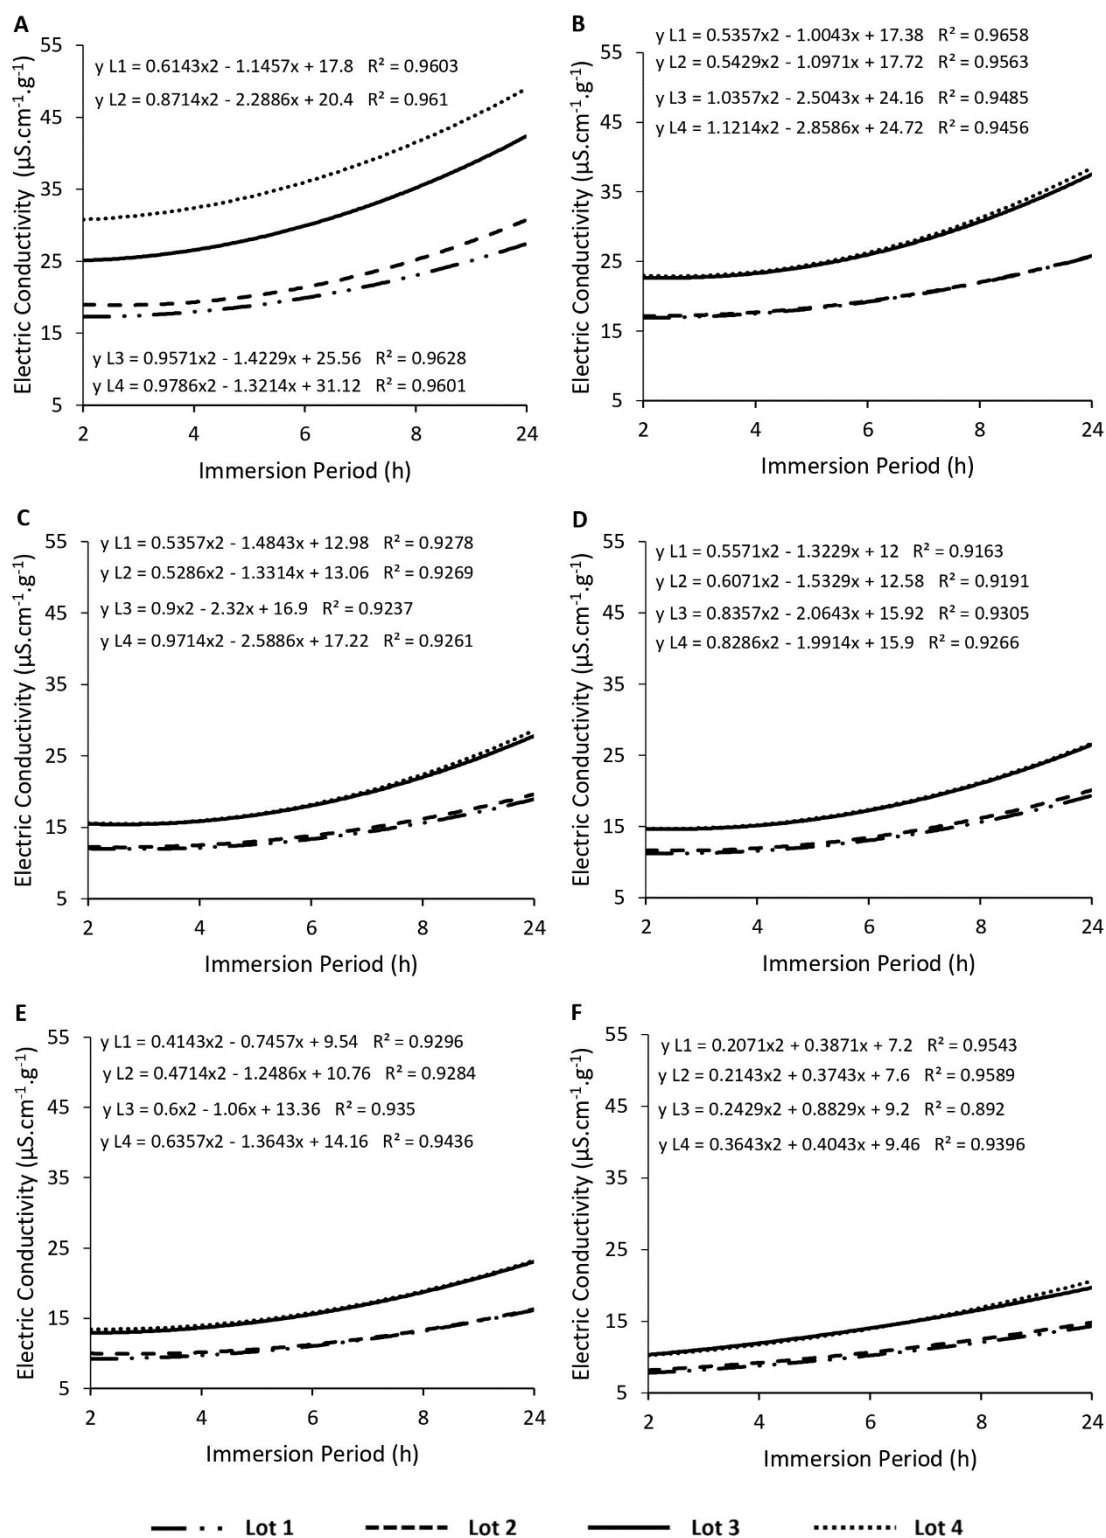 A
y L1 = 0.6143x2 - 1.1457x + 17.8 R² = 0.9603
y L2 = 0.8714x2 - 2.2886x + 20.4 R² = 0.961
y L3 = 0.9571x2 - 1.4229x + 25.56 R² = 0.9628
y L4 = 0.9786x2 - 1.3214x + 31.12 R² = 0.9601
Electric Conductivity (µS.cm⁻¹.g⁻¹)
55
45
35
25
15
5
2 4 6 8 24
Immersion Period (h)
B
y L1 = 0.5357x2 - 1.0043x + 17.38 R² = 0.9658
y L2 = 0.5429x2 - 1.0971x + 17.72 R² = 0.9563
y L3 = 1.0357x2 - 2.5043x + 24.16 R² = 0.9485
y L4 = 1.1214x2 - 2.8586x + 24.72 R² = 0.9456
Electric Conductivity (µS.cm⁻¹.g⁻¹)
55
45
35
25
15
5
2 4 6 8 24
Immersion Period (h)
C
y L1 = 0.5357x2 - 1.4843x + 12.98 R² = 0.9278
y L2 = 0.5286x2 - 1.3314x + 13.06 R² = 0.9269
y L3 = 0.9x2 - 2.32x + 16.9 R² = 0.9237
y L4 = 0.9714x2 - 2.5886x + 17.22 R² = 0.9261
Electric Conductivity (µS.cm⁻¹.g⁻¹)
55
45
35
25
15
5
2 4 6 8 24
Immersion Period (h)
D
y L1 = 0.5571x2 - 1.3229x + 12 R² = 0.9163
y L2 = 0.6071x2 - 1.5329x + 12.58 R² = 0.9191
y L3 = 0.8357x2 - 2.0643x + 15.92 R² = 0.9305
y L4 = 0.8286x2 - 1.9914x + 15.9 R² = 0.9266
Electric Conductivity (µS.cm⁻¹.g⁻¹)
55
45
35
25
15
5
2 4 6 8 24
Immersion Period (h)
E
y L1 = 0.4143x2 - 0.7457x + 9.54 R² = 0.9296
y L2 = 0.4714x2 - 1.2486x + 10.76 R² = 0.9284
y L3 = 0.6x2 - 1.06x + 13.36 R² = 0.935
y L4 = 0.6357x2 - 1.3643x + 14.16 R² = 0.9436
Electric Conductivity (µS.cm⁻¹.g⁻¹)
55
45
35
25
15
5
2 4 6 8 24
Immersion Period (h)
F
y L1 = 0.2071x2 + 0.3871x + 7.2 R² = 0.9543
y L2 = 0.2143x2 + 0.3743x + 7.6 R² = 0.9589
y L3 = 0.2429x2 + 0.8829x + 9.2 R² = 0.892
y L4 = 0.3643x2 + 0.4043x + 9.46 R² = 0.9396
Electric Conductivity (µS.cm⁻¹.g⁻¹)
55
45
35
25
15
5
2 4 6 8 24
Immersion Period (h)
Lot 1 Lot 2 Lot 3 Lot 4